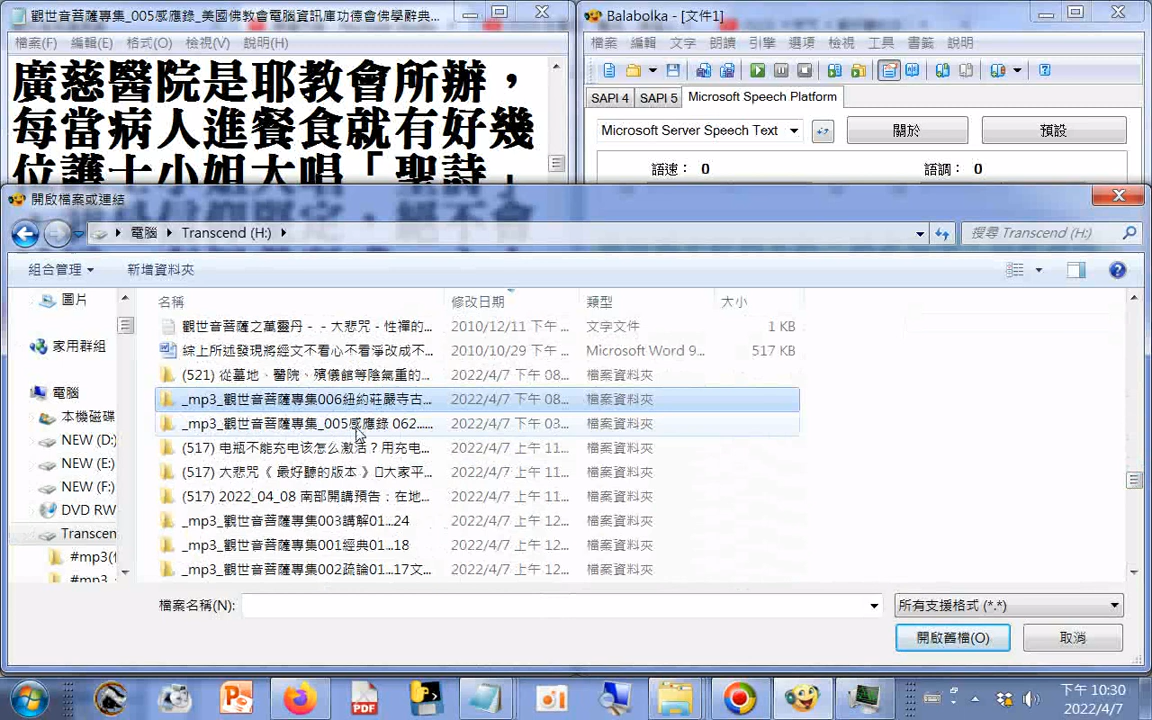 觀世音菩薩專集_005感應錄_美國佛教會電腦資訊庫功德會佛學辭典...
檔案(F) 編輯(E) 格式(O) 檢視(V) 說明(H)
廣慈醫院是耶教會所辦，
每當病人進餐食就有好幾
位護士小姐大唱「聖詩」
Balabolka - [文件1]
檔案 編輯 文字 朗讀 引擎 選項 檢視 工具 書籤 說明
SAPI 4 SAPI 5 Microsoft Speech Platform
Microsoft Server Speech Text 關於 預設
語速： 0 語調： 0
開啟檔案或連結
電腦 Transcend (H:) 搜尋 Transcend (H:)
組合管理 新增資料夾
圖片
家用群組
電腦
本機磁碟
NEW (D:)
NEW (E:)
NEW (F:)
DVD RW
Transcen
#mp3(f
#mp3
名稱 修改日期 類型 大小
觀世音菩薩之萬靈丹－－大悲咒－性禪的... 2010/12/11 下午 ... 文字文件 1 KB
綜上所述發現將經文不看心不看淨改成不... 2010/10/29 下午 ... Microsoft Word 9... 517 KB
(521) 從墓地、醫院、殯儀館等陰氣重的... 2022/4/7 下午 08... 檔案資料夾
_mp3_觀世音菩薩專集006紐約莊嚴寺古... 2022/4/7 下午 08... 檔案資料夾
_mp3_觀世音菩薩專集_005感應錄 062...... 2022/4/7 下午 03... 檔案資料夾
(517) 电瓶不能充电该怎么激活？用充电... 2022/4/7 上午 11... 檔案資料夾
(517) 大悲咒《 最好聽的版本 》大家平... 2022/4/7 上午 11... 檔案資料夾
(517) 2022_04_08 南部開講預告：在地... 2022/4/7 上午 11... 檔案資料夾
_mp3_觀世音菩薩專集003講解01...24 2022/4/7 上午 12... 檔案資料夾
_mp3_觀世音菩薩專集001經典01...18 2022/4/7 上午 12... 檔案資料夾
_mp3_觀世音菩薩專集002疏論01...17文... 2022/4/7 上午 12... 檔案資料夾
檔案名稱(N): 所有支援格式 (*.*)
開啟舊檔(O) 取消
下午 10:30
2022/4/7